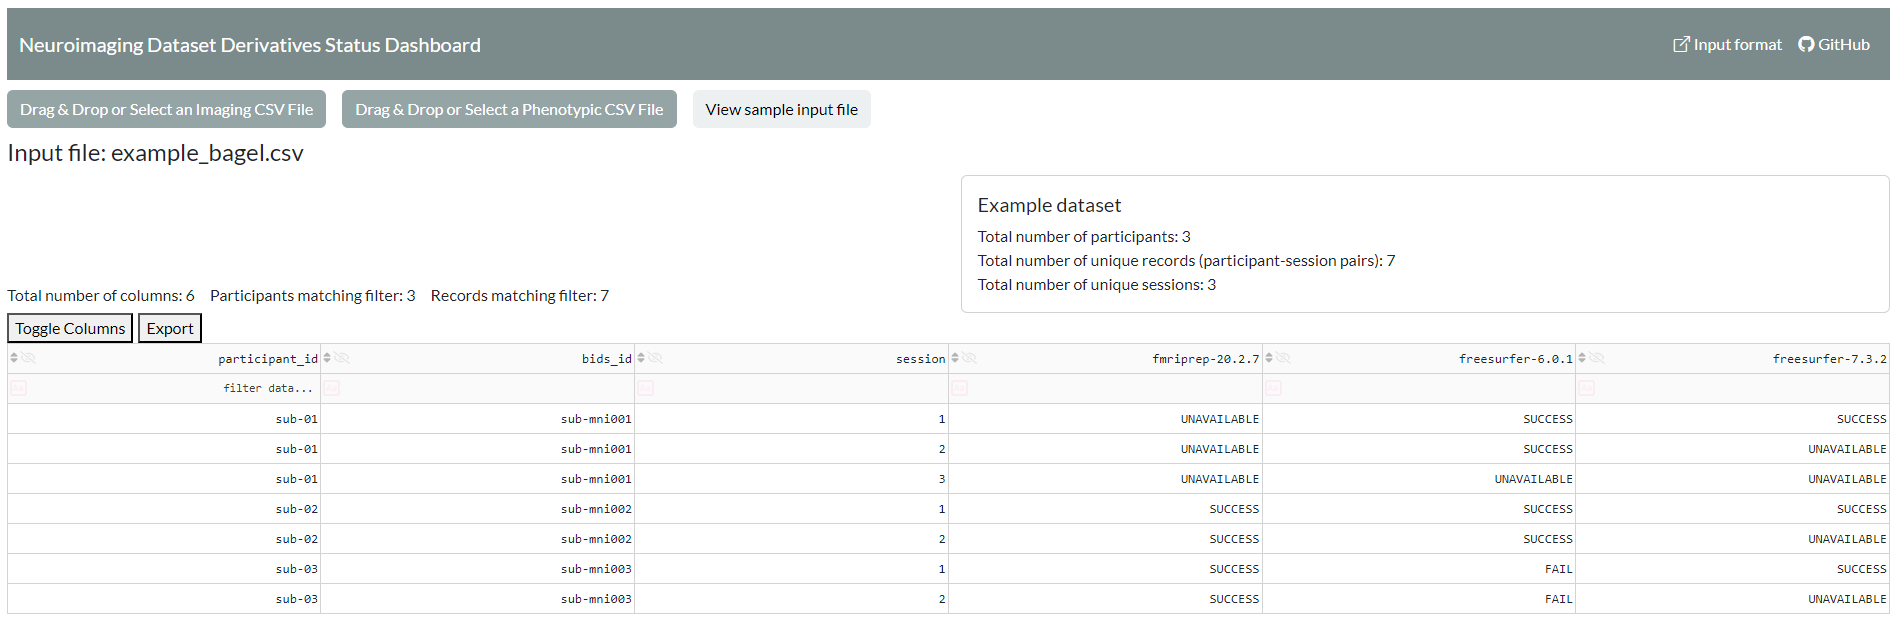 Neuroimaging Dataset Derivatives Status Dashboard Input format GitHub
Drag & Drop or Select an Imaging CSV File Drag & Drop or Select a Phenotypic CSV File View sample input file
Input file: example_bagel.csv
Example dataset
Total number of participants: 3
Total number of unique records (participant-session pairs): 7
Total number of unique sessions: 3
Total number of columns: 6 Participants matching filter: 3 Records matching filter: 7
Toggle Columns Export
participant_id bids_id session fmriprep-20.2.7 freesurfer-6.0.1 freesurfer-7.3.2
filter data...
sub-01 sub-mni001 1 UNAVAILABLE SUCCESS SUCCESS
sub-01 sub-mni001 2 UNAVAILABLE SUCCESS UNAVAILABLE
sub-01 sub-mni001 3 UNAVAILABLE UNAVAILABLE UNAVAILABLE
sub-02 sub-mni002 1 SUCCESS SUCCESS SUCCESS
sub-02 sub-mni002 2 SUCCESS SUCCESS UNAVAILABLE
sub-03 sub-mni003 1 SUCCESS FAIL SUCCESS
sub-03 sub-mni003 2 SUCCESS FAIL UNAVAILABLE